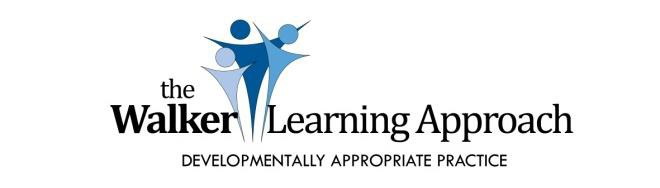 the
Walker Learning Approach
DEVELOPMENTALLY APPROPRIATE PRACTICE